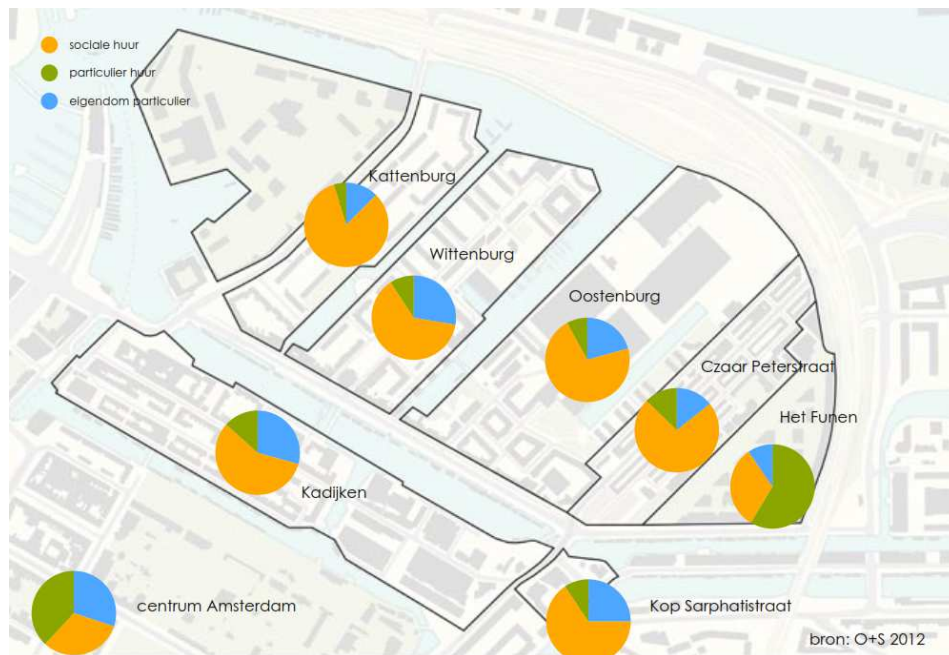 sociale huur
particulier huur
eigendom particulier
Kattenburg
Wittenburg
Oostenburg
Czaar Peterstraat
Het Funen
Kadijken
centrum Amsterdam
Kop Sarphatistraat
bron: O+S 2012